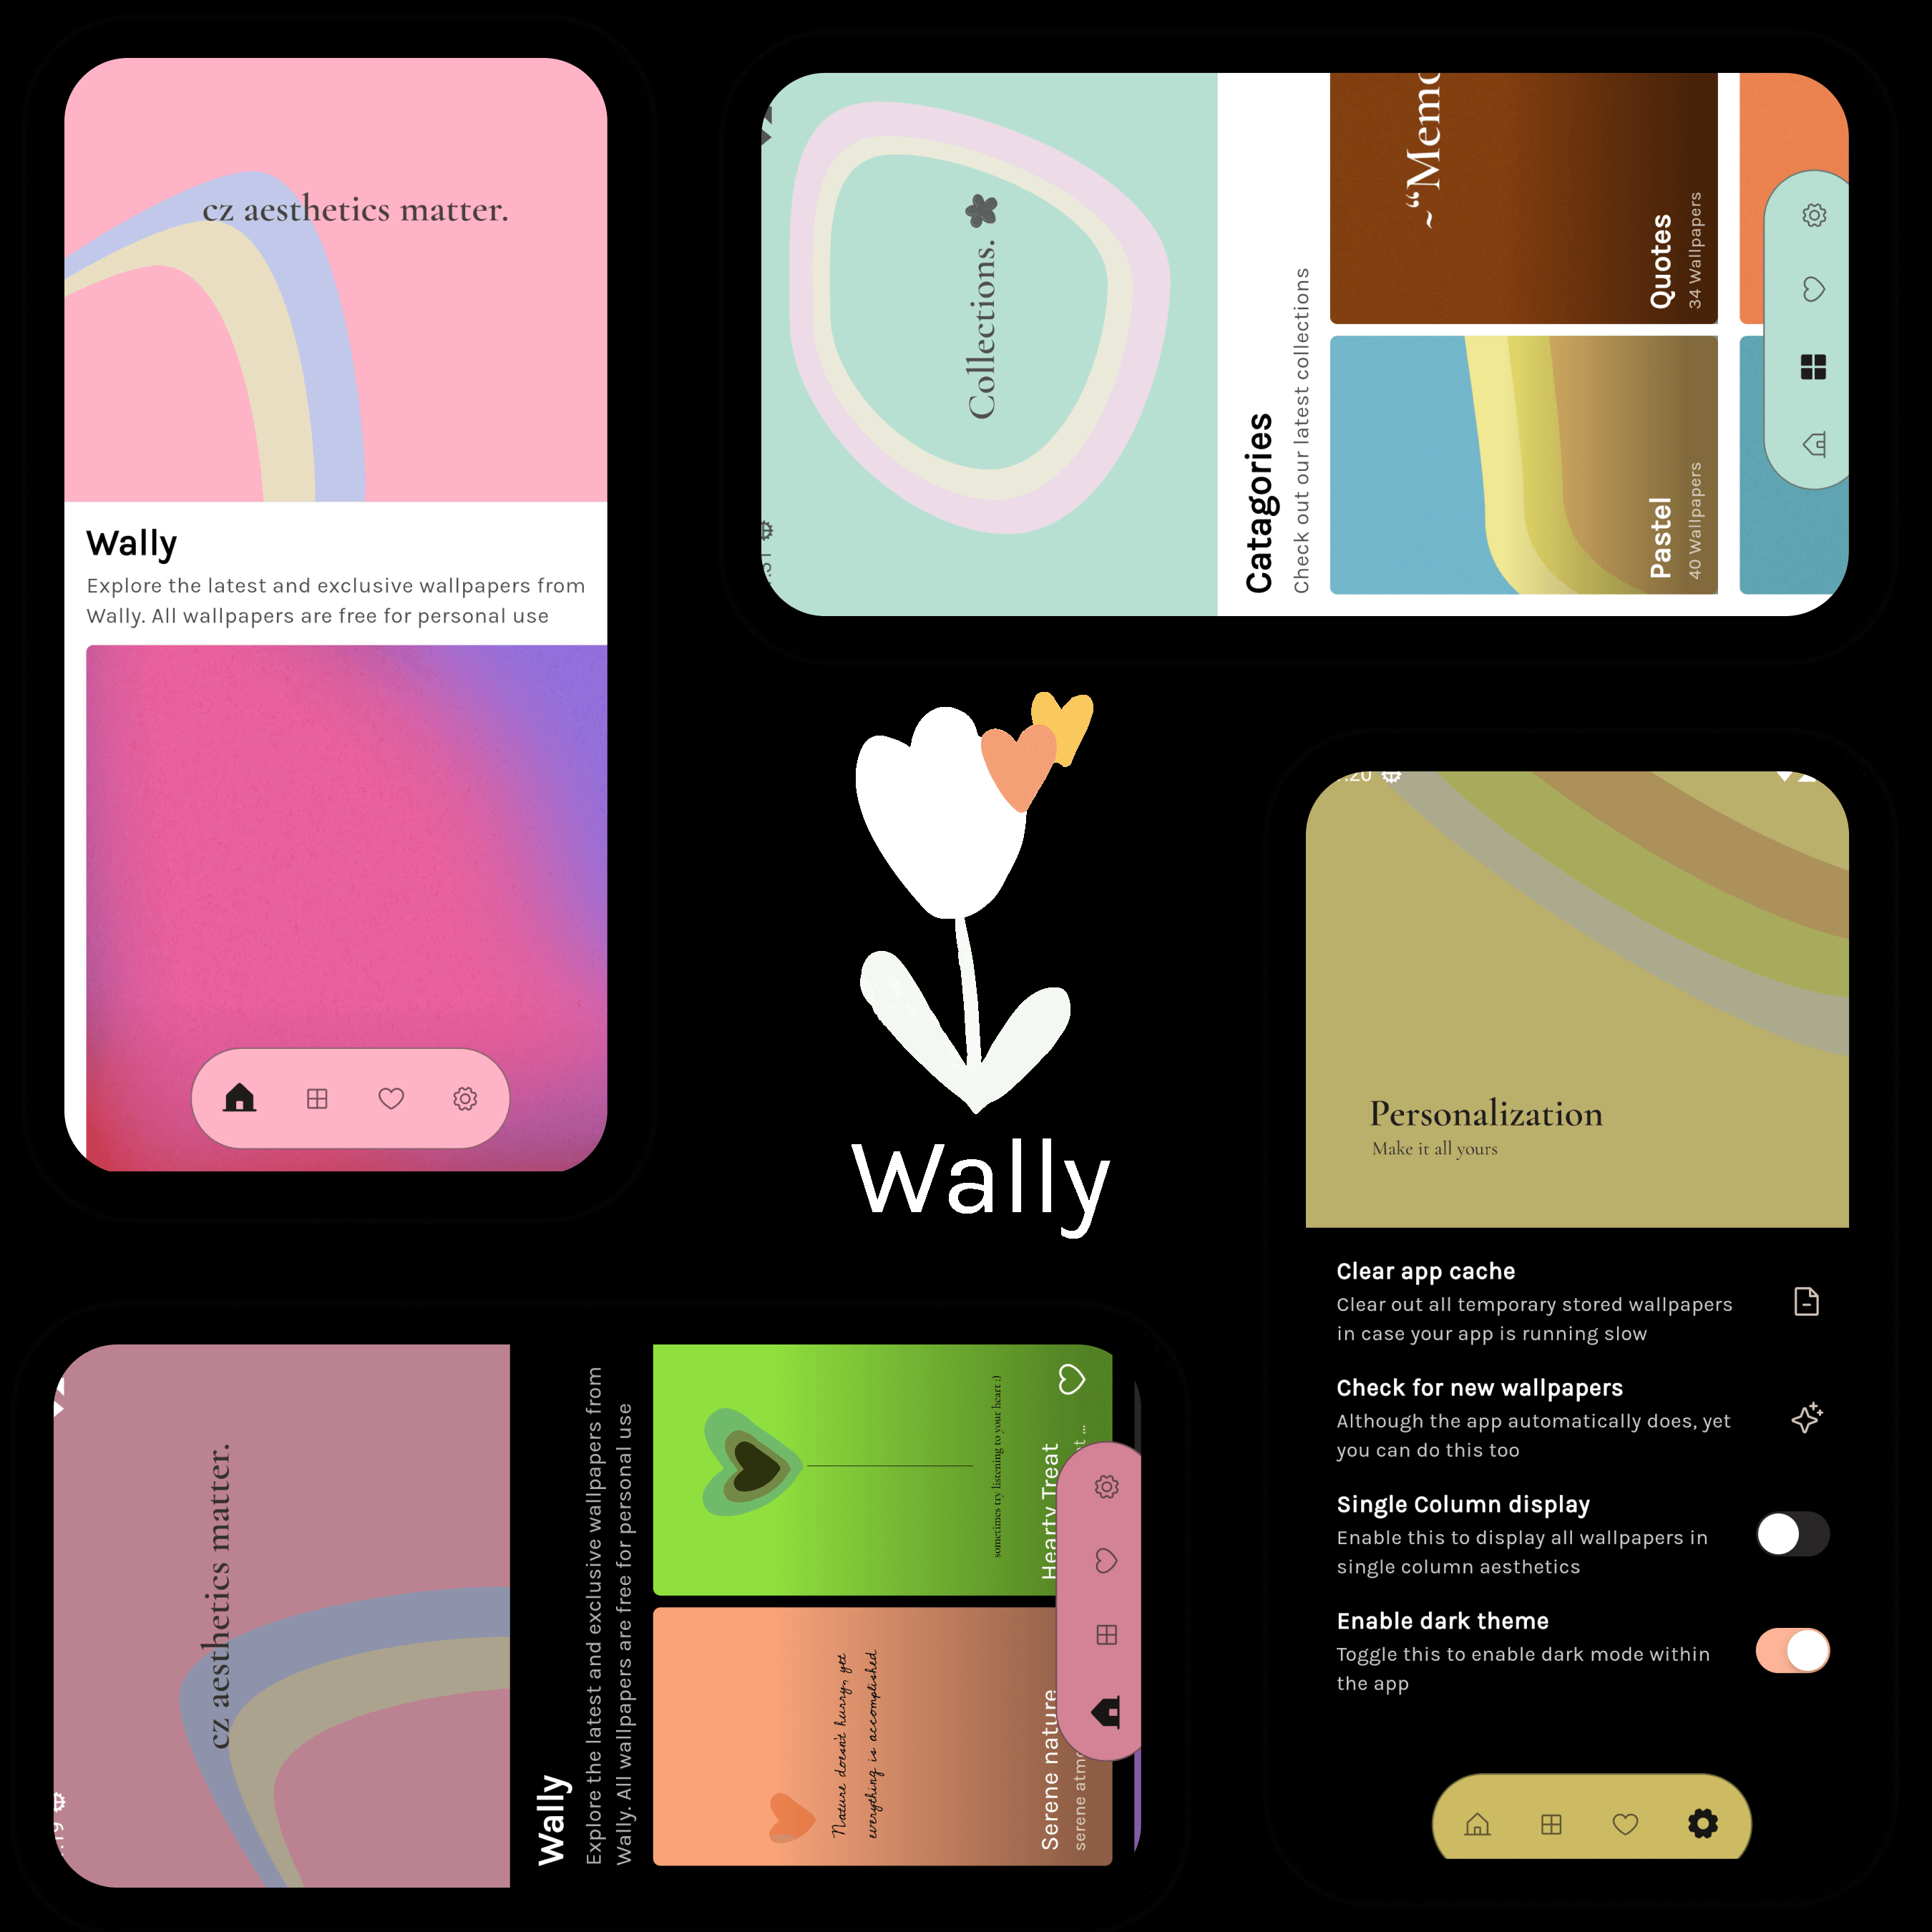 cz aesthetics matter.
Wally
Explore the latest and exclusive wallpapers from
Wally. All wallpapers are free for personal use
Collections.
Catagories
Check out our latest collections
Pastel
40 Wallpapers
~“Memo
Quotes
34 Wallpapers
Wally
:20
Personalization
Make it all yours
Clear app cache
Clear out all temporary stored wallpapers
in case your app is running slow
Check for new wallpapers
Although the app automatically does, yet
you can do this too
Single Column display
Enable this to display all wallpapers in
single column aesthetics
Enable dark theme
Toggle this to enable dark mode within
the app
cz aesthetics matter.
Wally
Explore the latest and exclusive wallpapers from
Wally. All wallpapers are free for personal use
Nature doesn't hurry, yet
everything is accomplished
Serene nature
serene atmo
sometimes try listening to your heart :)
Hearty Treat